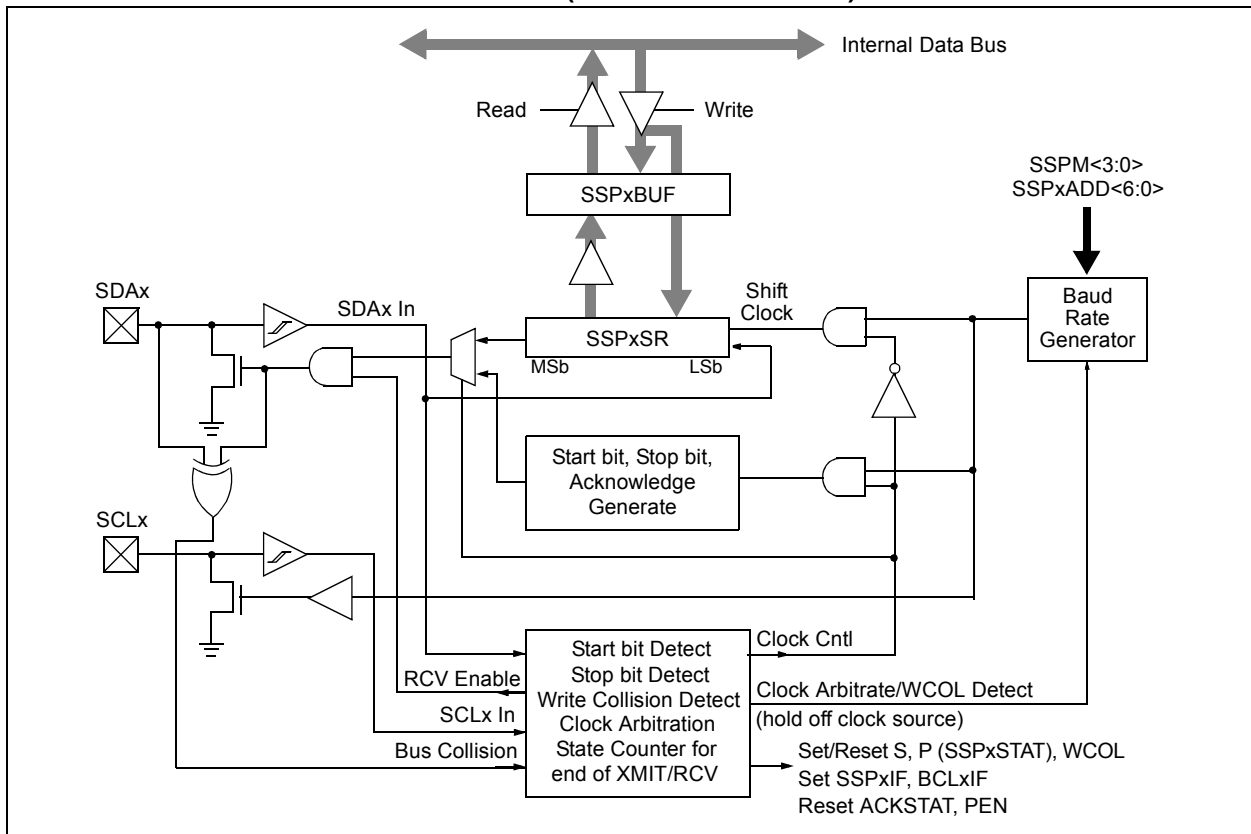 Internal Data Bus
Read
Write
SSPM<3:0>
SSPxADD<6:0>
SSPxBUF
SDAx
SDAx In
Shift
Clock
Baud
Rate
Generator
SSPxSR
MSb
LSb
Start bit, Stop bit,
Acknowledge
Generate
SCLx
Start bit Detect
Stop bit Detect
Write Collision Detect
Clock Arbitration
State Counter for
end of XMIT/RCV
Clock Cntl
RCV Enable
Clock Arbitrate/WCOL Detect
(hold off clock source)
SCLx In
Bus Collision
Set/Reset S, P (SSPxSTAT), WCOL
Set SSPxIF, BCLxIF
Reset ACKSTAT, PEN